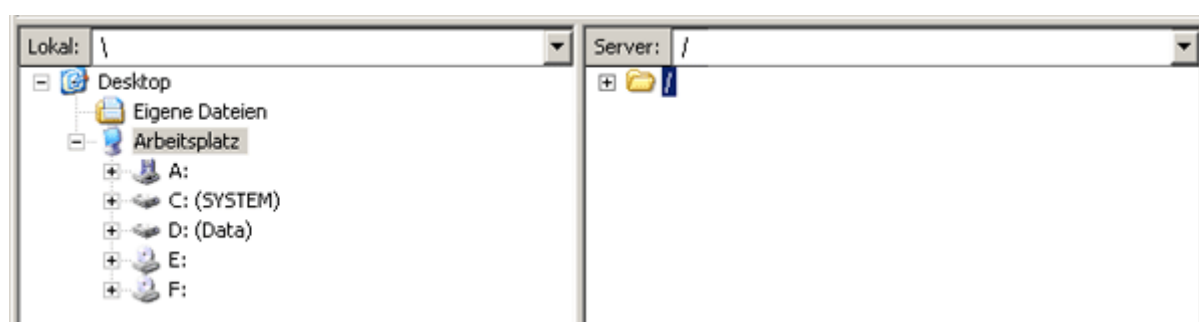 Lokal: \
Desktop
Eigene Dateien
Arbeitsplatz
A:
C: (SYSTEM)
D: (Data)
E:
F:
Server: /
/